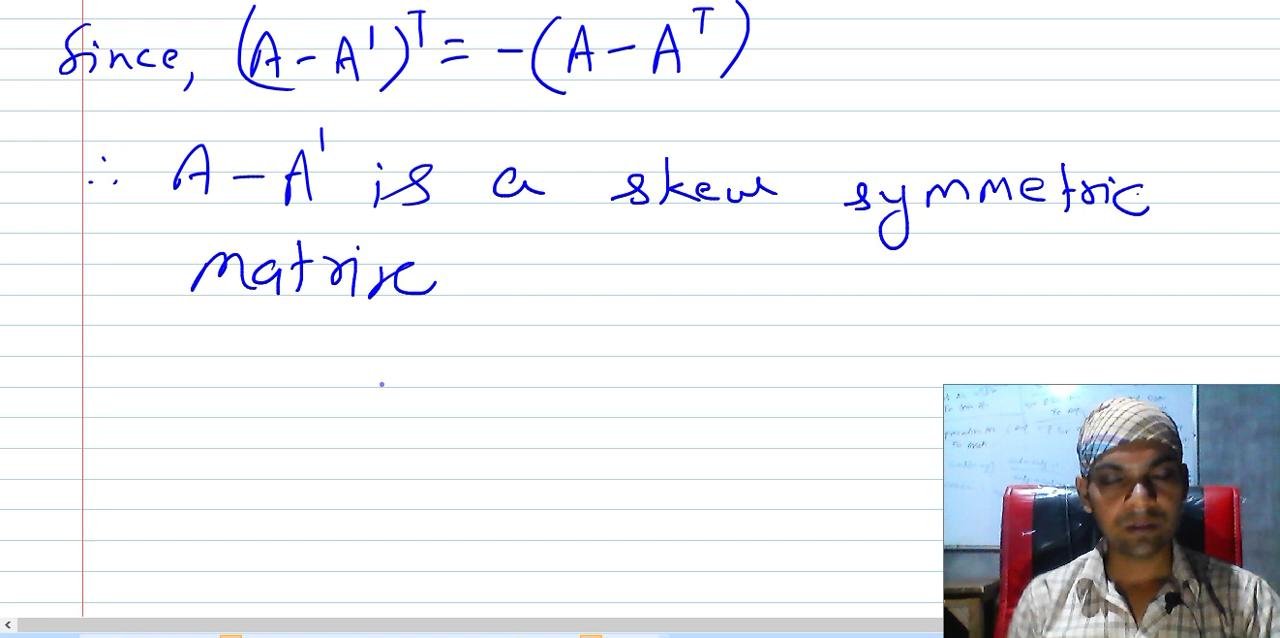 Since, (A - A')ᵀ = -(A - Aᵀ)
∴ A - A' is a skew symmetric
matrix